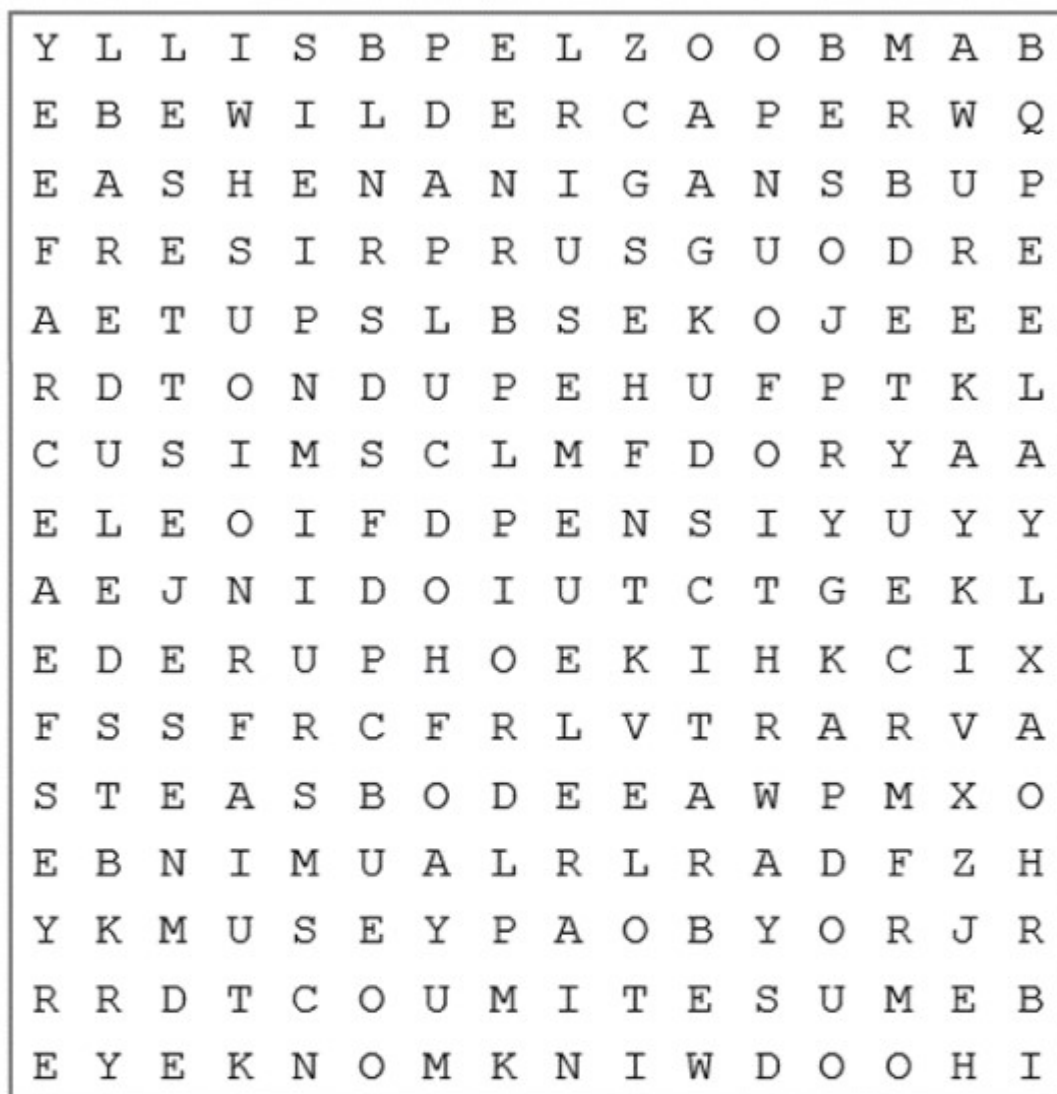 Y L L I S B P E L Z O O B M A B
E B E W I L D E R C A P E R W Q
E A S H E N A N I G A N S B U P
F R E S I R P R U S G U O D R E
A E T U P S L B S E K O J E E E
R D T O N D U P E H U F P T K L
C U S I M S C L M F D O R Y A A
E L E O I F D P E N S I Y U Y Y
A E J N I D O I U T C T G E K L
E D E R U P H O E K I H K C I X
F S S F R C F R L V T R A R V A
S T E A S B O D E E A W P M X O
E B N I M U A L R L R A D F Z H
Y K M U S E Y P A O B Y O R J R
R R D T C O U M I T E S U M E B
E Y E K N O M K N I W D O O H I